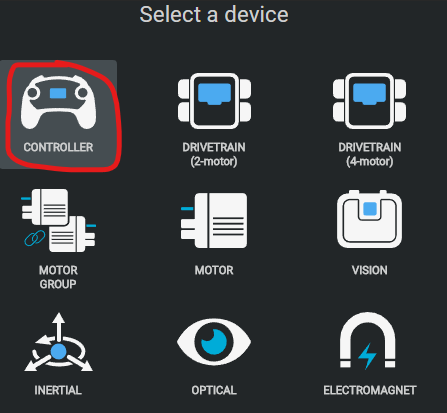 Select a device
CONTROLLER
DRIVETRAIN
(2-motor)
DRIVETRAIN
(4-motor)
MOTOR
GROUP
MOTOR
VISION
INERTIAL
OPTICAL
ELECTROMAGNET